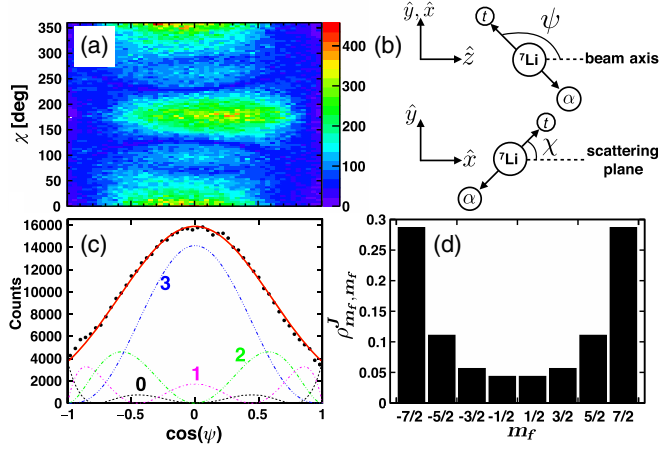 (a)
χ [deg]
350
300
250
200
150
100
50
0
400
300
200
100
0
(b)
ŷ, x̂
ẑ
t
ψ
⁷Li
α
beam axis
ŷ
x̂
t
χ
⁷Li
α
scattering
plane
(c)
Counts
16000
14000
12000
10000
8000
6000
4000
2000
0
3
2
1
0
−1 −0.5 0 0.5 1
cos(ψ)
(d)
ρ^J_{m_f,m_f}
0.3
0.25
0.2
0.15
0.1
0.05
0
-7/2 -5/2 -3/2 -1/2 1/2 3/2 5/2 7/2
m_f